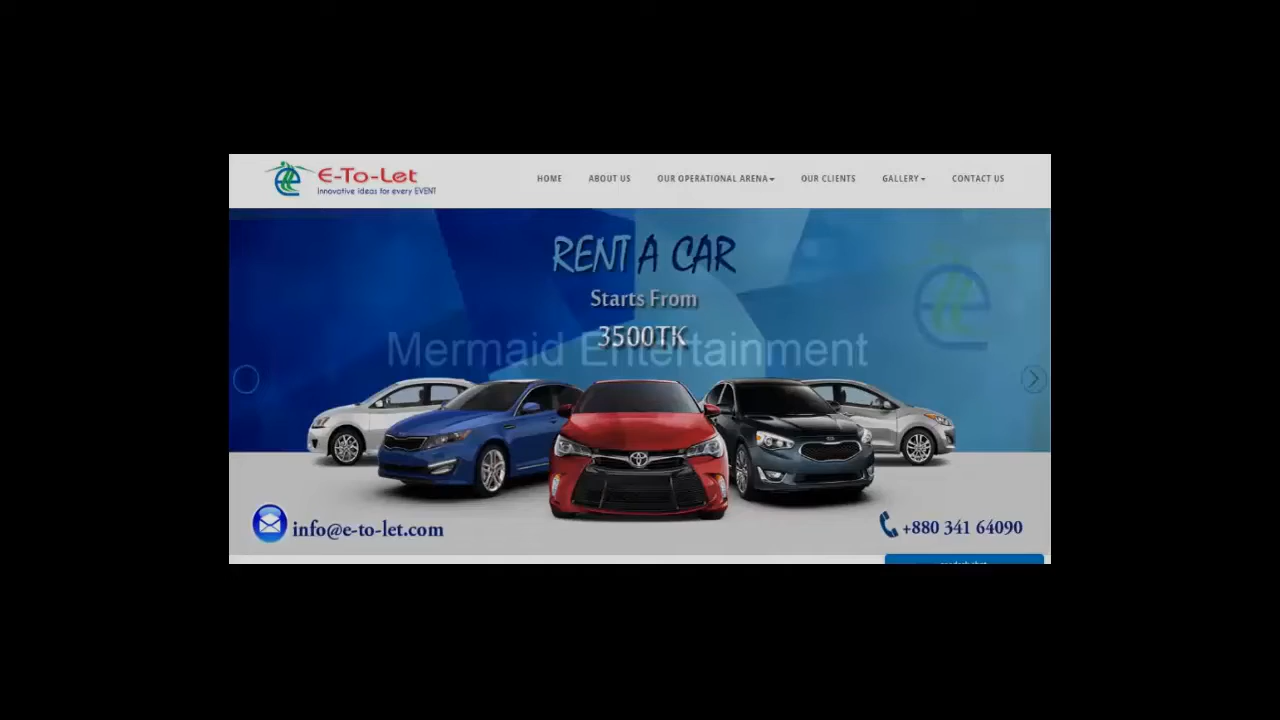 E-To-Let
Innovative Ideas for every EVENT
HOME ABOUT US OUR OPERATIONAL ARENA OUR CLIENTS GALLERY CONTACT US
RENT A CAR
Starts From
3500TK
Mermaid Entertainment
info@e-to-let.com
+880 341 64090